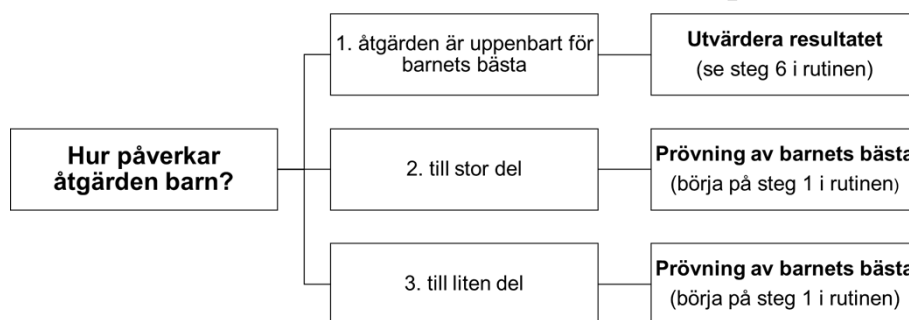 1. åtgärden är uppenbart för
barnets bästa
Utvärdera resultatet
(se steg 6 i rutinen)
Hur påverkar
åtgärden barn?
2. till stor del
Prövning av barnets bästa
(börja på steg 1 i rutinen)
3. till liten del
Prövning av barnets bästa
(börja på steg 1 i rutinen)